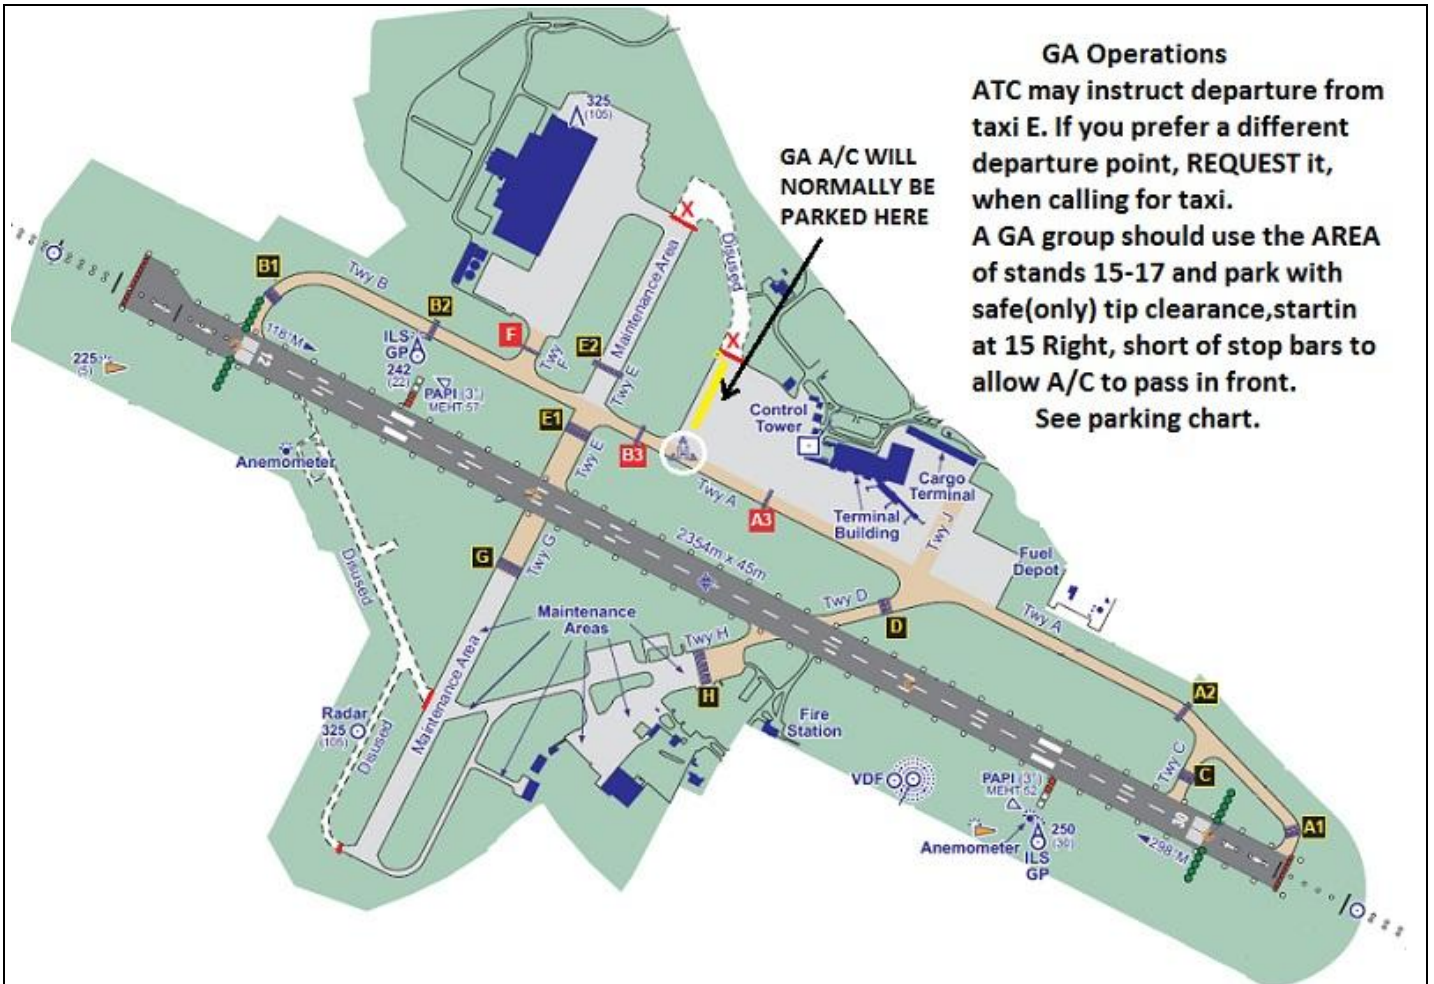 GA Operations
ATC may instruct departure from
taxi E. If you prefer a different
departure point, REQUEST it,
when calling for taxi.
A GA group should use the AREA
of stands 15-17 and park with
safe(only) tip clearance,startin
at 15 Right, short of stop bars to
allow A/C to pass in front.
See parking chart.
GA A/C WILL
NORMALLY BE
PARKED HERE
325
(105)
X
Disused
Maintenance Area
B1
Twy B
B2
F
Twy F
E2
Twy E
X
118°M
ILS
GP
242
(22)
PAPI (3°)
MEHT 57
225
(5)
Anemometer
E1
Twy E
B3
Control
Tower
Twy A
A3
Cargo
Terminal
Terminal
Building
Twy J
Fuel
Depot
2354m x 45m
G
Twy G
Disused
Maintenance
Areas
Twy D
D
Twy A
Twy H
H
Maintenance Area
Radar
325
(105)
Disused
Fire
Station
A2
Twy C
C
VDF
PAPI (3°)
MEHT 52
30
A1
298°M
Anemometer
250
(30)
ILS
GP